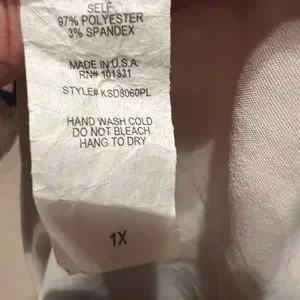 SELF
97% POLYESTER
3% SPANDEX
MADE IN U.S.A.
RN# 101931
STYLE# KSD8060PL
HAND WASH COLD
DO NOT BLEACH
HANG TO DRY
1X